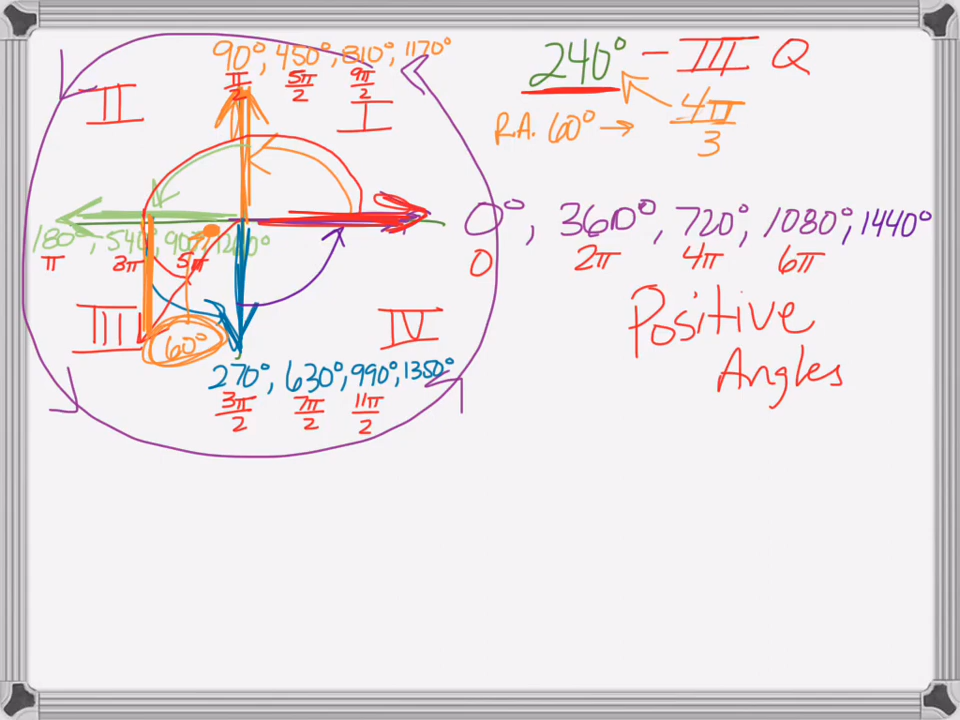 90°, 450°, 810°, 1170°
π/2 5π/2 9π/2
II
I
240° – III Q
R.A. 60° → 4π/3
180°, 540°, 900°, 1260°
π 3π 5π
0°, 360°, 720°, 1080°, 1440°
0 2π 4π 6π
III
60°
IV
Positive
Angles
270°, 630°, 990°, 1350°
3π/2 7π/2 11π/2